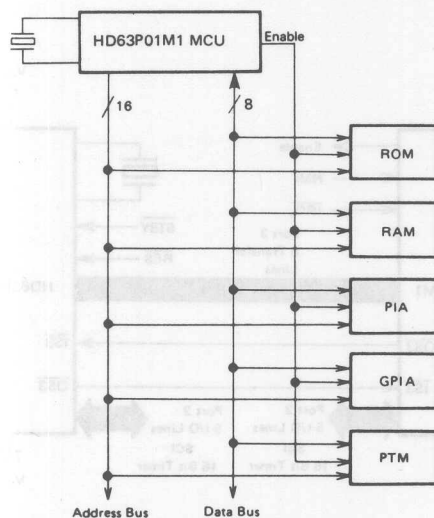 HD63P01M1 MCU
Enable
16
8
ROM
RAM
PIA
GPIA
PTM
Address Bus
Data Bus